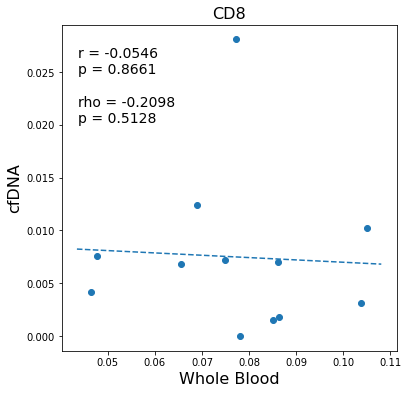 CD8
r = -0.0546
p = 0.8661
rho = -0.2098
p = 0.5128
cfDNA
0.025
0.020
0.015
0.010
0.005
0.000
0.05 0.06 0.07 0.08 0.09 0.10 0.11
Whole Blood